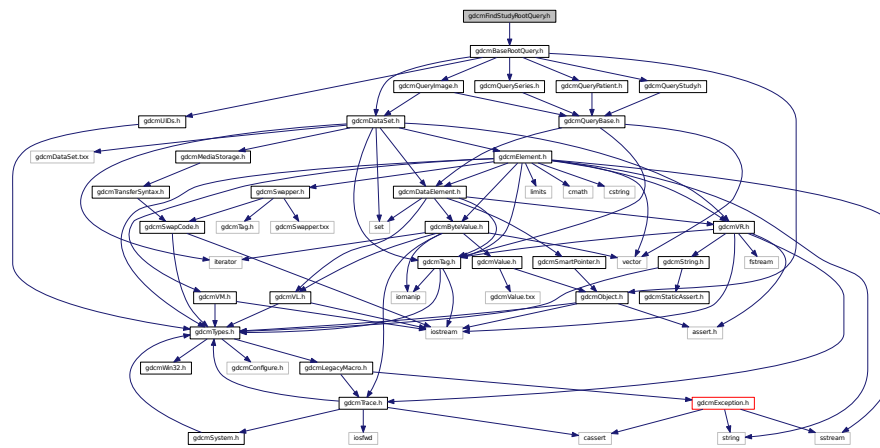 gdcmFindStudyRootQuery.h
gdcmBaseRootQuery.h
gdcmQueryImage.h
gdcmQuerySeries.h
gdcmQueryPatient.h
gdcmQueryStudy.h
gdcmUIDs.h
gdcmDataSet.h
gdcmQueryBase.h
gdcmDataSet.txx
gdcmMediaStorage.h
gdcmElement.h
gdcmTransferSyntax.h
gdcmSwapper.h
gdcmDataElement.h
limits
cmath
cstring
gdcmSwapCode.h
gdcmTag.h
gdcmSwapper.txx
set
gdcmByteValue.h
gdcmVR.h
iterator
gdcmTag.h
gdcmValue.h
gdcmSmartPointer.h
vector
gdcmString.h
fstream
gdcmVM.h
gdcmVL.h
iomanip
gdcmValue.txx
gdcmObject.h
gdcmStaticAssert.h
gdcmTypes.h
iostream
assert.h
gdcmWin32.h
gdcmConfigure.h
gdcmLegacyMacro.h
gdcmTrace.h
gdcmException.h
gdcmSystem.h
iosfwd
cassert
string
sstream